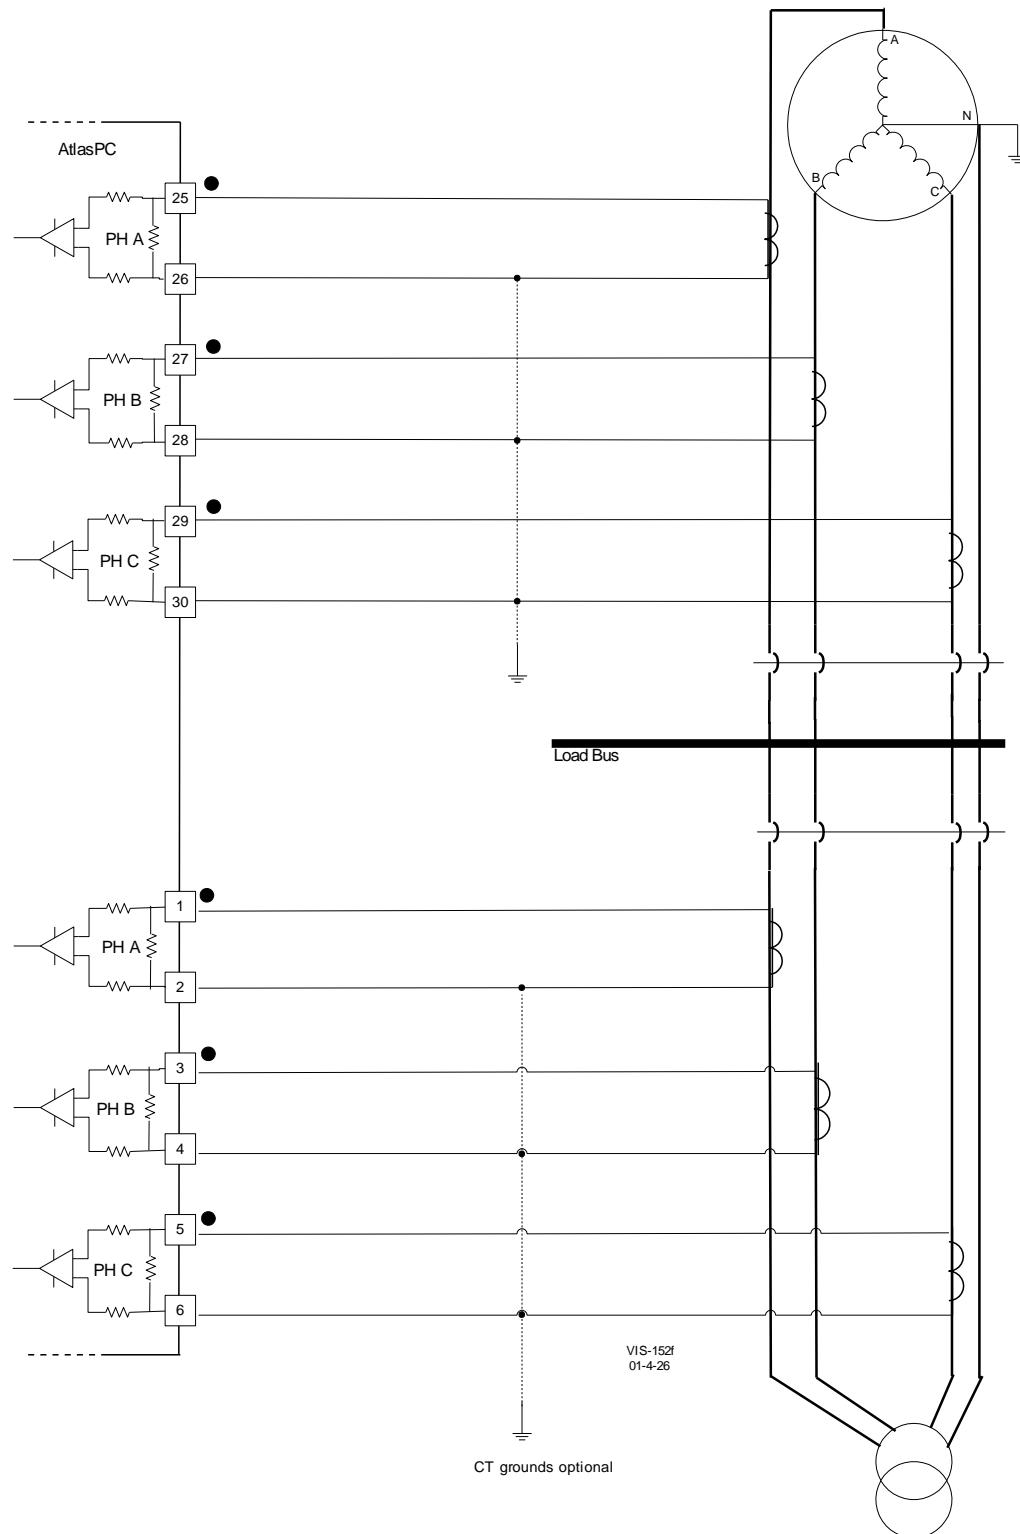 A
N
B
C
AtlasPC
25
PH A
26
27
PH B
28
29
PH C
30
Load Bus
1
PH A
2
3
PH B
4
5
PH C
6
VIS-152f
01-4-26
CT grounds optional